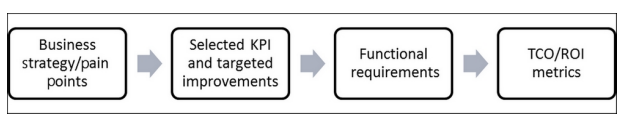 Business
strategy/pain
points
Selected KPI
and targeted
improvements
Functional
requirements
TCO/ROI
metrics